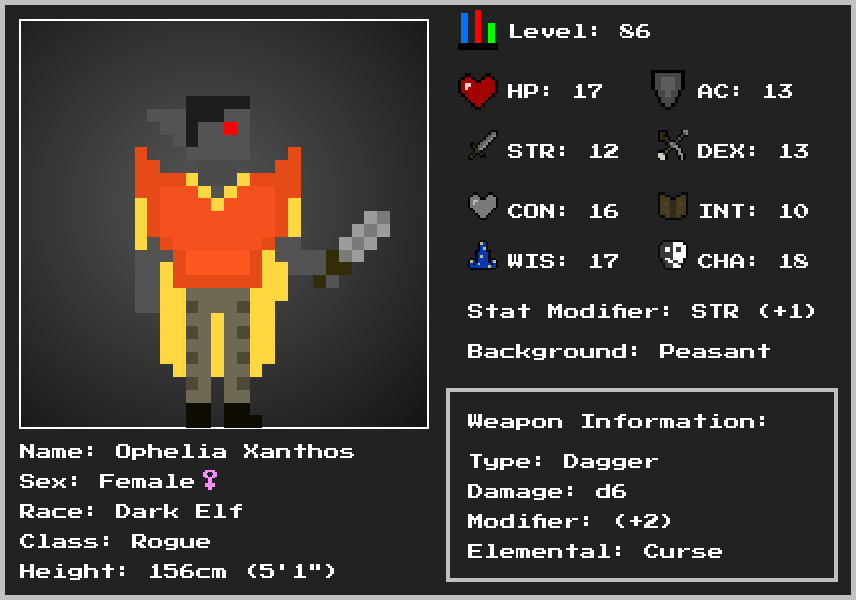 Level: 86
HP: 17
AC: 13
STR: 12
DEX: 13
CON: 16
INT: 10
WIS: 17
CHA: 18
Stat Modifier: STR (+1)
Background: Peasant
Weapon Information:
Type: Dagger
Damage: d6
Modifier: (+2)
Elemental: Curse
Name: Ophelia Xanthos
Sex: Female♀
Race: Dark Elf
Class: Rogue
Height: 156cm (5'1")